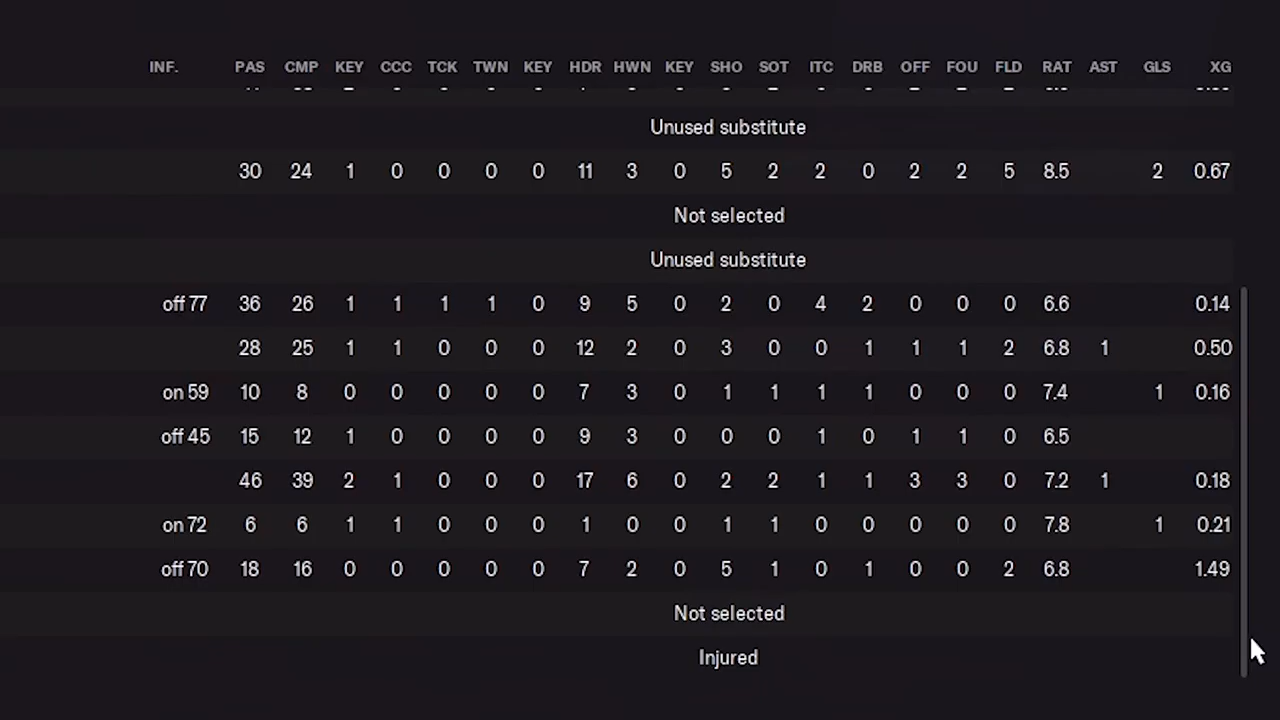 INF. PAS CMP KEY CCC TCK TWN KEY HDR HWN KEY SHO SOT ITC DRB OFF FOU FLD RAT AST GLS XG
Unused substitute
30 24 1 0 0 0 0 11 3 0 5 2 2 0 2 2 5 8.5 2 0.67
Not selected
Unused substitute
off 77 36 26 1 1 1 1 0 9 5 0 2 0 4 2 0 0 0 6.6 0.14
28 25 1 1 0 0 0 12 2 0 3 0 0 1 1 1 2 6.8 1 0.50
on 59 10 8 0 0 0 0 0 7 3 0 1 1 1 1 0 0 0 7.4 1 0.16
off 45 15 12 1 0 0 0 0 9 3 0 0 0 1 0 1 1 0 6.5
46 39 2 1 0 0 0 17 6 0 2 2 1 1 3 3 0 7.2 1 0.18
on 72 6 6 1 1 0 0 0 1 0 0 1 1 0 0 0 0 0 7.8 1 0.21
off 70 18 16 0 0 0 0 0 7 2 0 5 1 0 1 0 0 2 6.8 1.49
Not selected
Injured